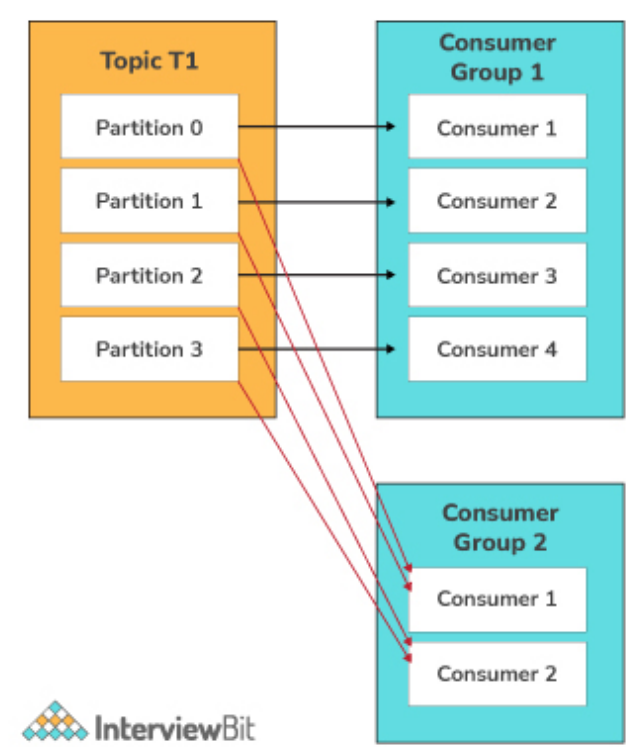 Topic T1
Partition 0
Partition 1
Partition 2
Partition 3
Consumer
Group 1
Consumer 1
Consumer 2
Consumer 3
Consumer 4
Consumer
Group 2
Consumer 1
Consumer 2
InterviewBit